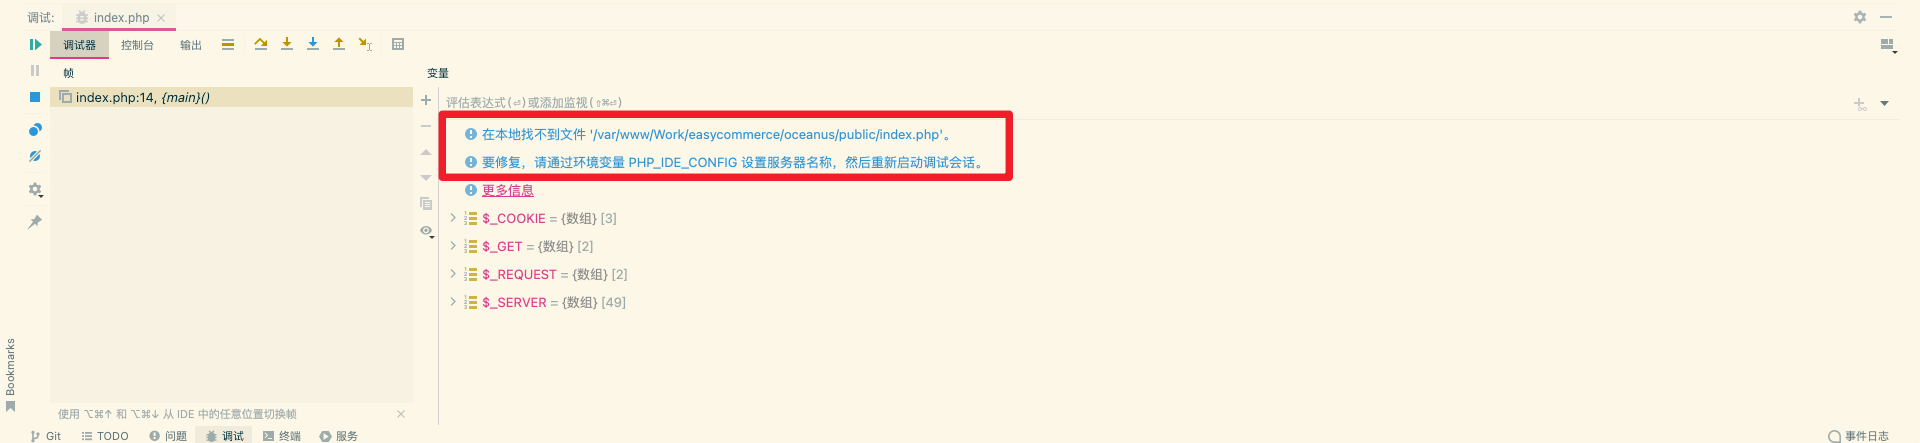 调试: index.php
调试器 控制台 输出
帧
变量
index.php:14, {main}()
评估表达式(⏎)或添加监视(⇧⌘⏎)
在本地找不到文件 '/var/www/Work/easycommerce/oceanus/public/index.php'。
要修复，请通过环境变量 PHP_IDE_CONFIG 设置服务器名称，然后重新启动调试会话。
更多信息
$_COOKIE = {数组} [3]
$_GET = {数组} [2]
$_REQUEST = {数组} [2]
$_SERVER = {数组} [49]
Bookmarks
使用 ⌥⌘↑ 和 ⌥⌘↓ 从 IDE 中的任意位置切换帧
Git TODO 问题 调试 终端 服务 事件日志